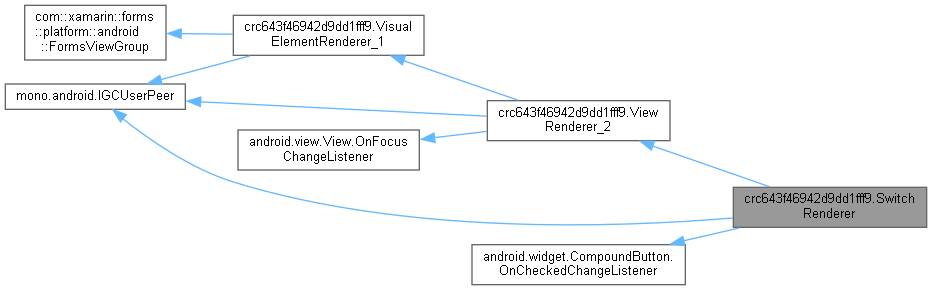 com::xamarin::forms
::platform::android
::FormsViewGroup
crc643f46942d9dd1fff9.Visual
ElementRenderer_1
mono.android.IGCUserPeer
crc643f46942d9dd1fff9.View
Renderer_2
android.view.View.OnFocus
ChangeListener
crc643f46942d9dd1fff9.Switch
Renderer
android.widget.CompoundButton.
OnCheckedChangeListener